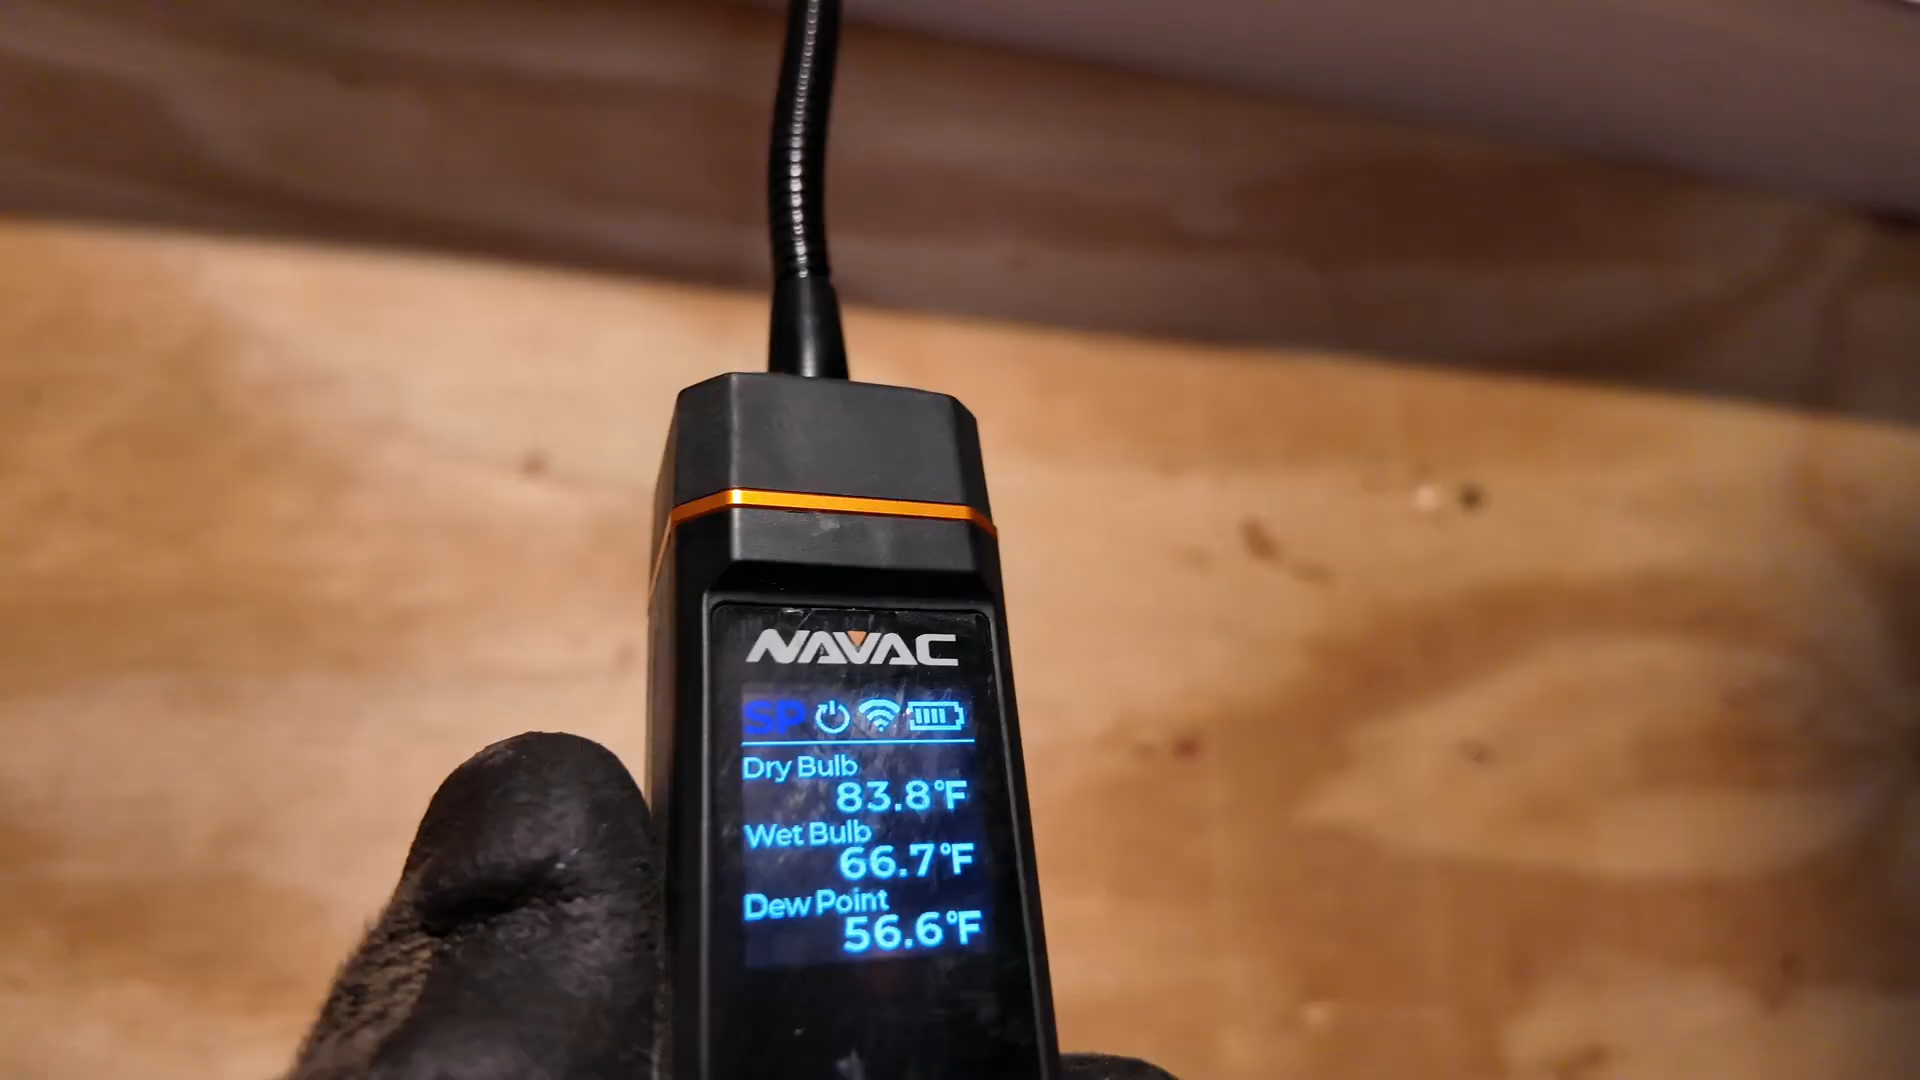 NAVAC
SP
Dry Bulb
83.8°F
Wet Bulb
66.7°F
Dew Point
56.6°F